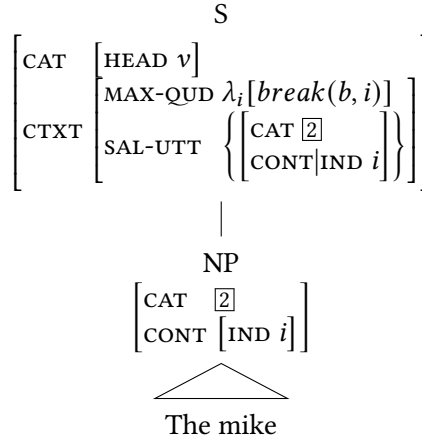 S
[CAT [HEAD v]
CTXT [MAX-QUD λi[break(b, i)]
SAL-UTT {[CAT 2
CONT|IND i]}]]
NP
[CAT 2
CONT [IND i]]
The mike